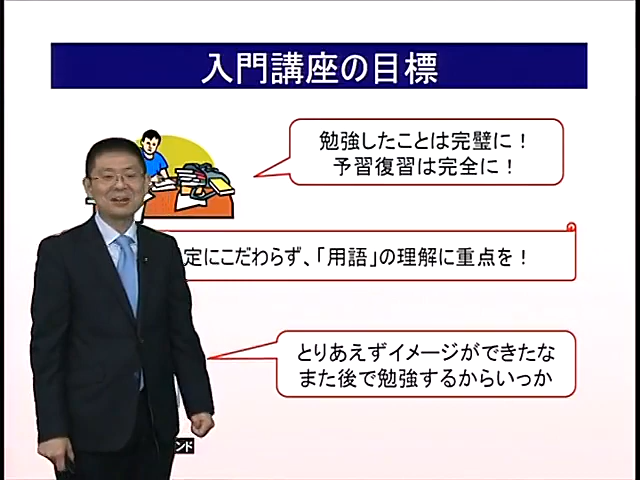 入門講座の目標
勉強したことは完璧に！
予習復習は完全に！
定にこだわらず、「用語」の理解に重点を！
とりあえずイメージができたな
また後で勉強するからいっか
ンド